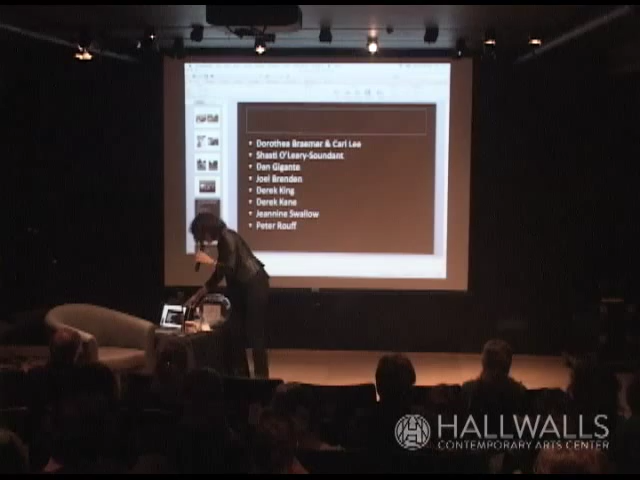 Dorothea Braemer & Carl Lee
Shasti O'Leary-Soundant
Dan Gigante
Joel Brenden
Derek King
Derek Kane
Jeannine Swallow
Peter Rouff
HALLWALLS
CONTEMPORARY ARTS CENTER